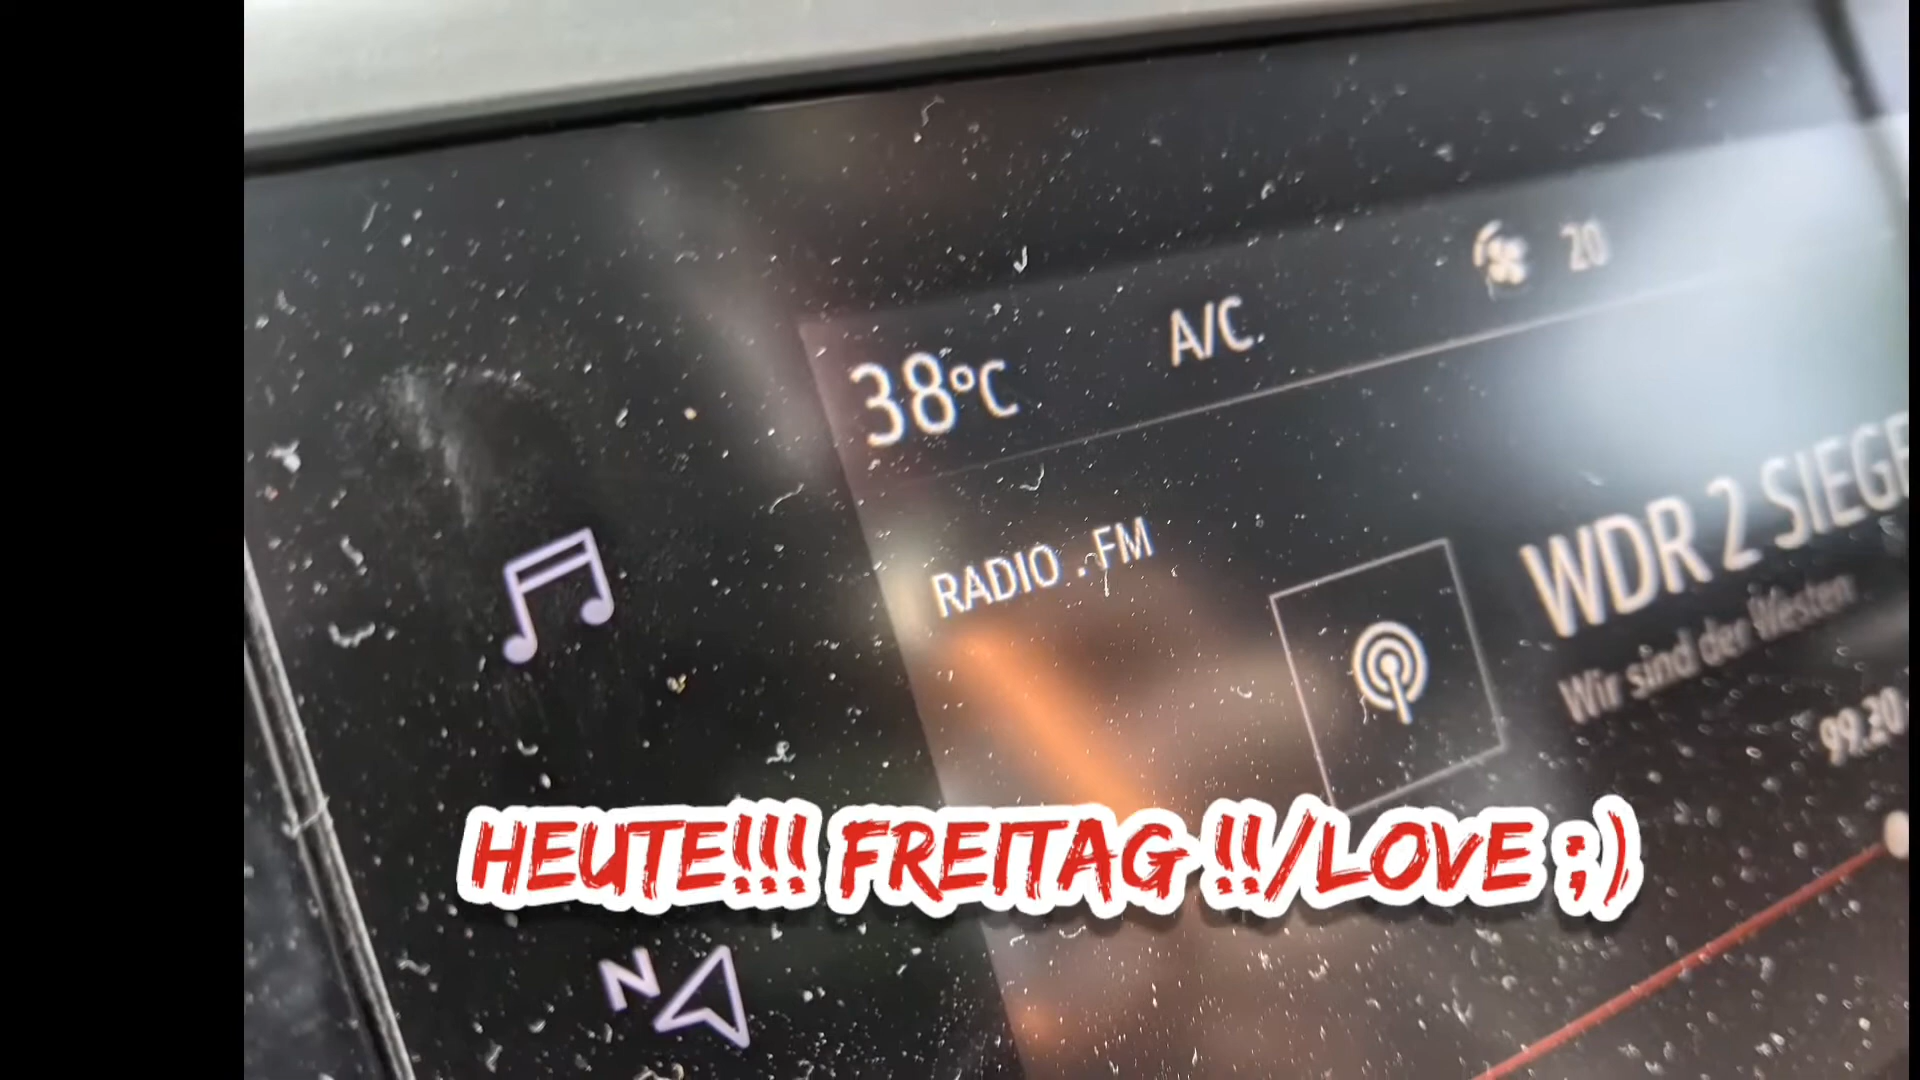 20
A/C
38°C
WDR 2 SIEGE
RADIO . FM
Wir sind der Westen
99.20
HEUTE!!! FREITAG !!/LOVE ;)
N